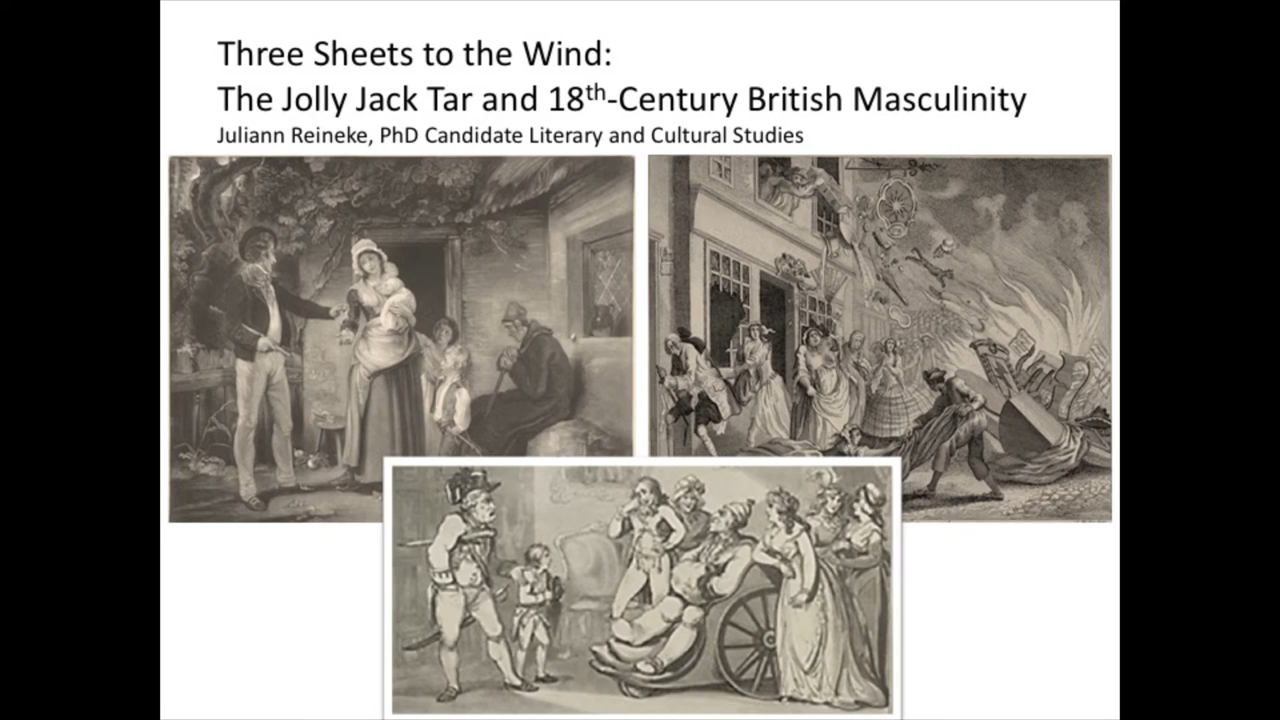 Three Sheets to the Wind:
The Jolly Jack Tar and 18th-Century British Masculinity
Juliann Reineke, PhD Candidate Literary and Cultural Studies